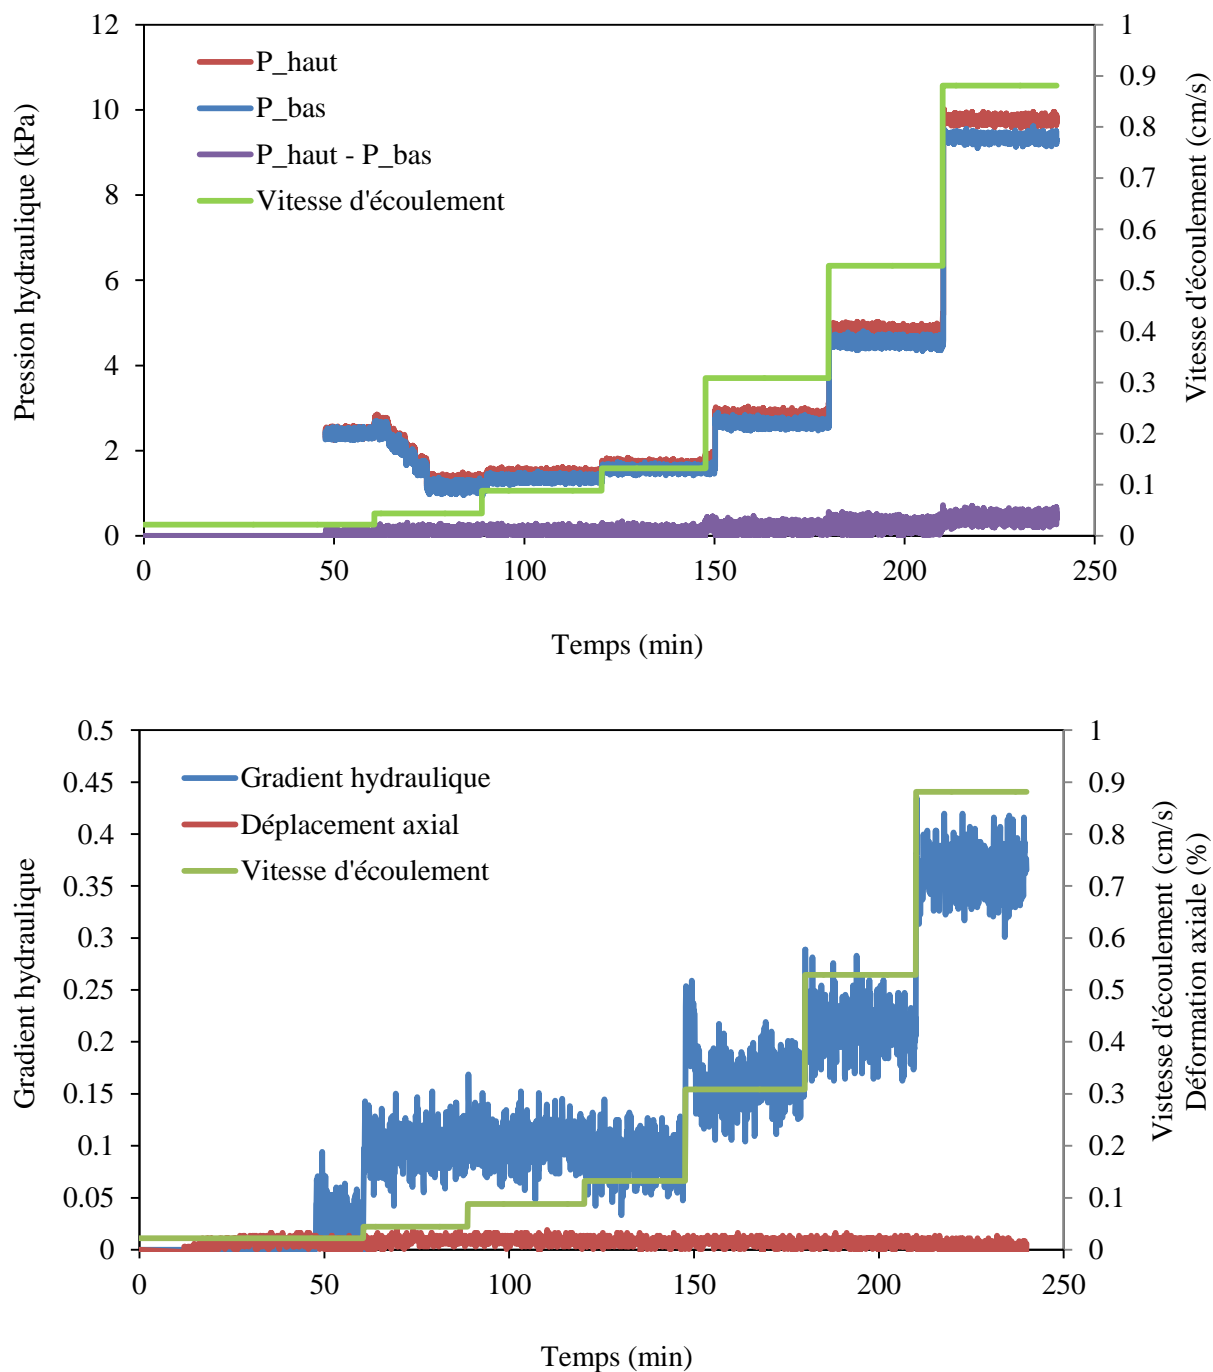 12
10
8
6
4
2
0
Pression hydraulique (kPa)
P_haut
P_bas
P_haut - P_bas
Vitesse d'écoulement
1
0.9
0.8
0.7
0.6
0.5
0.4
0.3
0.2
0.1
0
Vitesse d'écoulement (cm/s)
0 50 100 150 200 250
Temps (min)
0.5
0.45
0.4
0.35
0.3
0.25
0.2
0.15
0.1
0.05
0
Gradient hydraulique
Gradient hydraulique
Déplacement axial
Vitesse d'écoulement
1
0.9
0.8
0.7
0.6
0.5
0.4
0.3
0.2
0.1
0
Vistesse d'écoulement (cm/s)
Déformation axiale (%)
0 50 100 150 200 250
Temps (min)